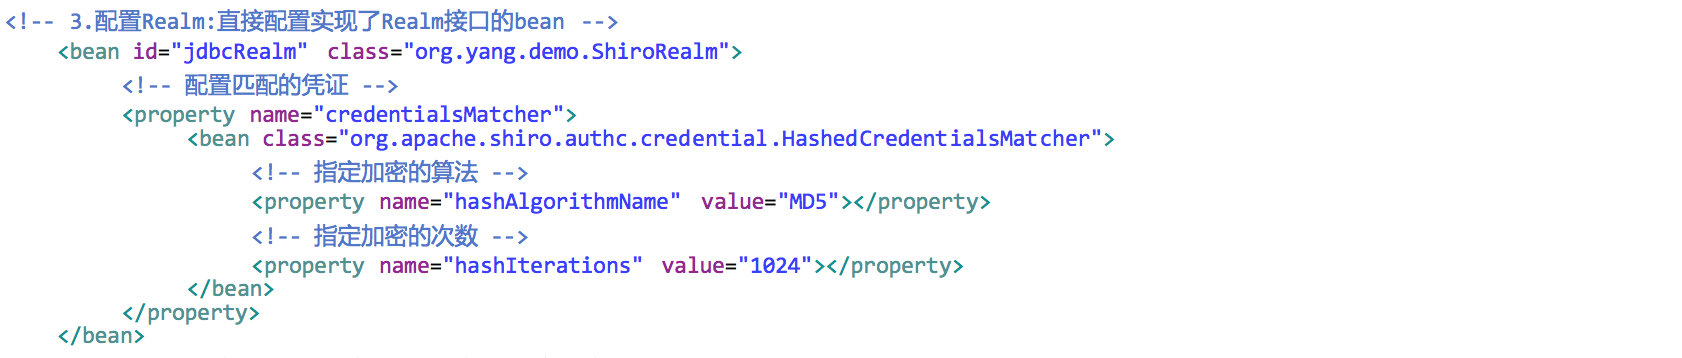 <!-- 3.配置Realm:直接配置实现了Realm接口的bean -->
<bean id="jdbcRealm" class="org.yang.demo.ShiroRealm">
<!-- 配置匹配的凭证 -->
<property name="credentialsMatcher">
<bean class="org.apache.shiro.authc.credential.HashedCredentialsMatcher">
<!-- 指定加密的算法 -->
<property name="hashAlgorithmName" value="MD5"></property>
<!-- 指定加密的次数 -->
<property name="hashIterations" value="1024"></property>
</bean>
</property>
</bean>